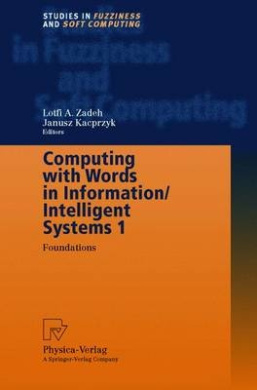 STUDIES IN FUZZINESS
AND SOFT COMPUTING
Lotfi A. Zadeh
Janusz Kacprzyk
Editors
Computing
with Words
in Information/
Intelligent
Systems 1
Foundations
Physica-Verlag
A Springer-Verlag Company